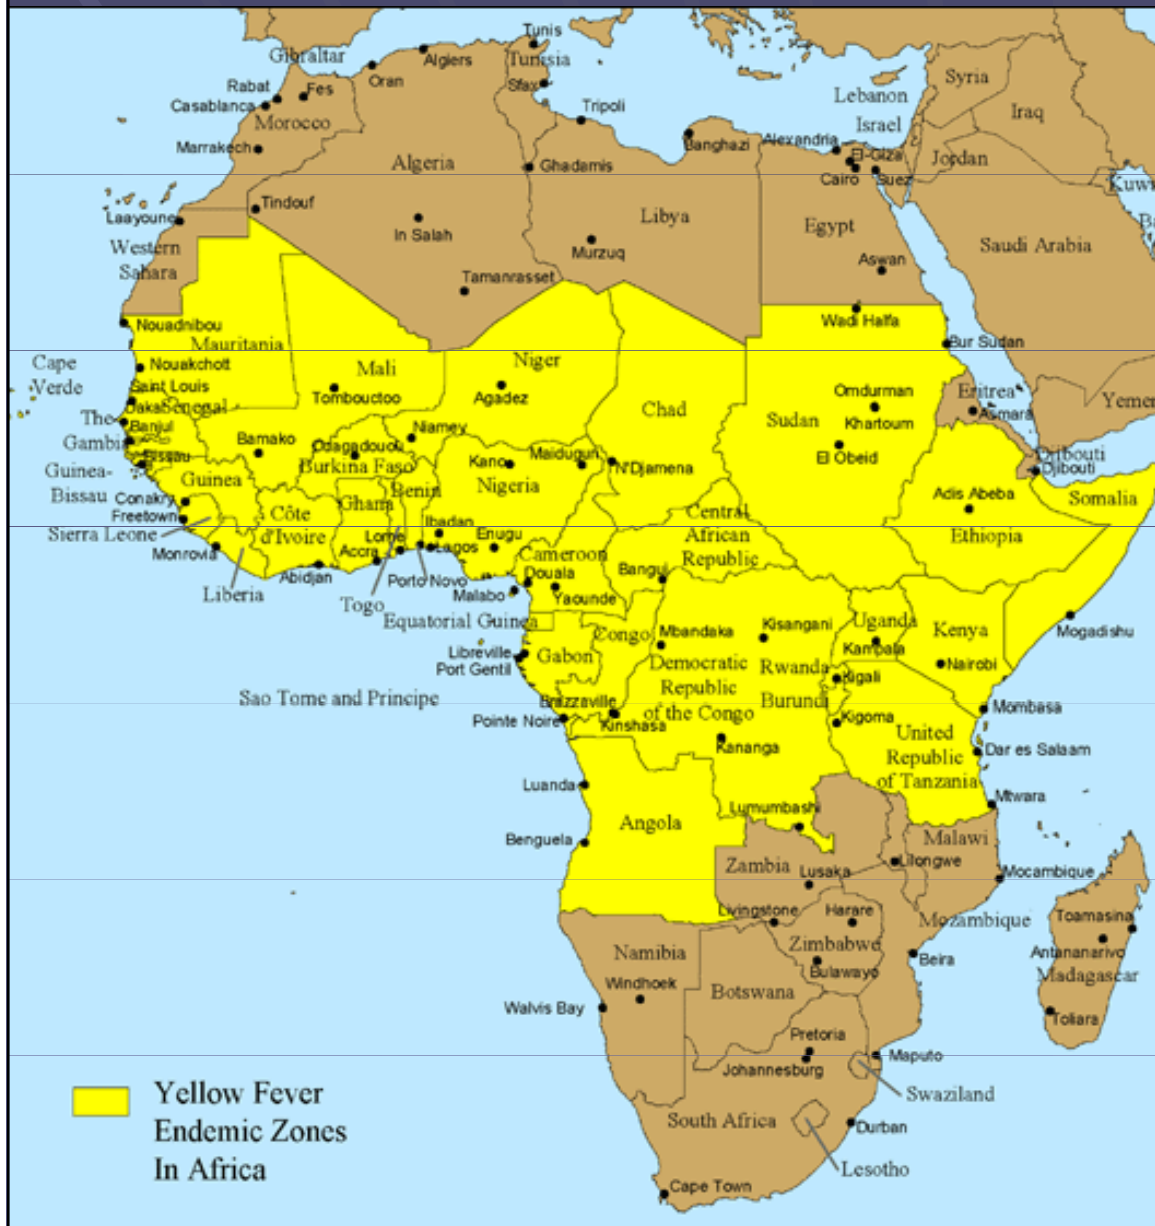 Tunis
Gibraltar
Algiers
Tunisia
Oran
Sfax
Rabat
Fes
Casablanca
Morocco
Tripoli
Marrakech
Algeria
Ghadamis
Banghazi
Alexandria
El-Giza
Cairo
Suez
Lebanon
Israel
Syria
Iraq
Jordan
Kuw
Ba
Laayoune
Tindouf
In Salah
Libya
Egypt
Saudi Arabia
Western
Sahara
Murzuq
Aswan
Tamanrasset
Nouadnibou
Wadi Halfa
Mauritania
Bur Sudan
Cape
Verde
Nouakchott
Mali
Niger
Saint Louis
Tombouctoo
Agadez
Chad
Omdurman
Eritrea
Yemen
Daka
Senegal
Sudan
Khartoum
Asmara
The
Gambia
Banjul
Bamako
Odagadouou
Niamey
Bissau
Burkina Faso
Kano
Maiduguri
N'Djamena
El Obeid
Djibouti
Djibouti
Guinea-
Bissau
Guinea
Benin
Nigeria
Adis Abeba
Somalia
Conakry
Ghana
Freetown
Côte
d'Ivoire
Central
African
Republic
Ethiopia
Sierra Leone
Ibadan
Lome
Enugu
Monrovia
Accra
Lagos
Cameroon
Abidjan
Douala
Bangui
Liberia
Togo
Porto Novo
Malabo
Yaounde
Equatorial Guinea
Congo
Mbandaka
Kisangani
Uganda
Kenya
Mogadishu
Kampala
Libreville
Port Gentil
Gabon
Democratic
Republic
of the Congo
Rwanda
Nairobi
Kigali
Sao Tome and Principe
Brazzaville
Burundi
Mombasa
Pointe Noire
Kinshasa
Kigoma
United
Republic
of Tanzania
Kananga
Dar es Salaam
Luanda
Mtwara
Lumumbashi
Angola
Malawi
Benguela
Zambia
Lilongwe
Lusaka
Mocambique
Livingstone
Harare
Mozambique
Toamasina
Namibia
Zimbabwe
Antananarivo
Beira
Bulawayo
Madagascar
Windhoek
Botswana
Walvis Bay
Toliara
Pretoria
Maputo
Johannesburg
Swaziland
Yellow Fever
Endemic Zones
In Africa
South Africa
Durban
Lesotho
Cape Town